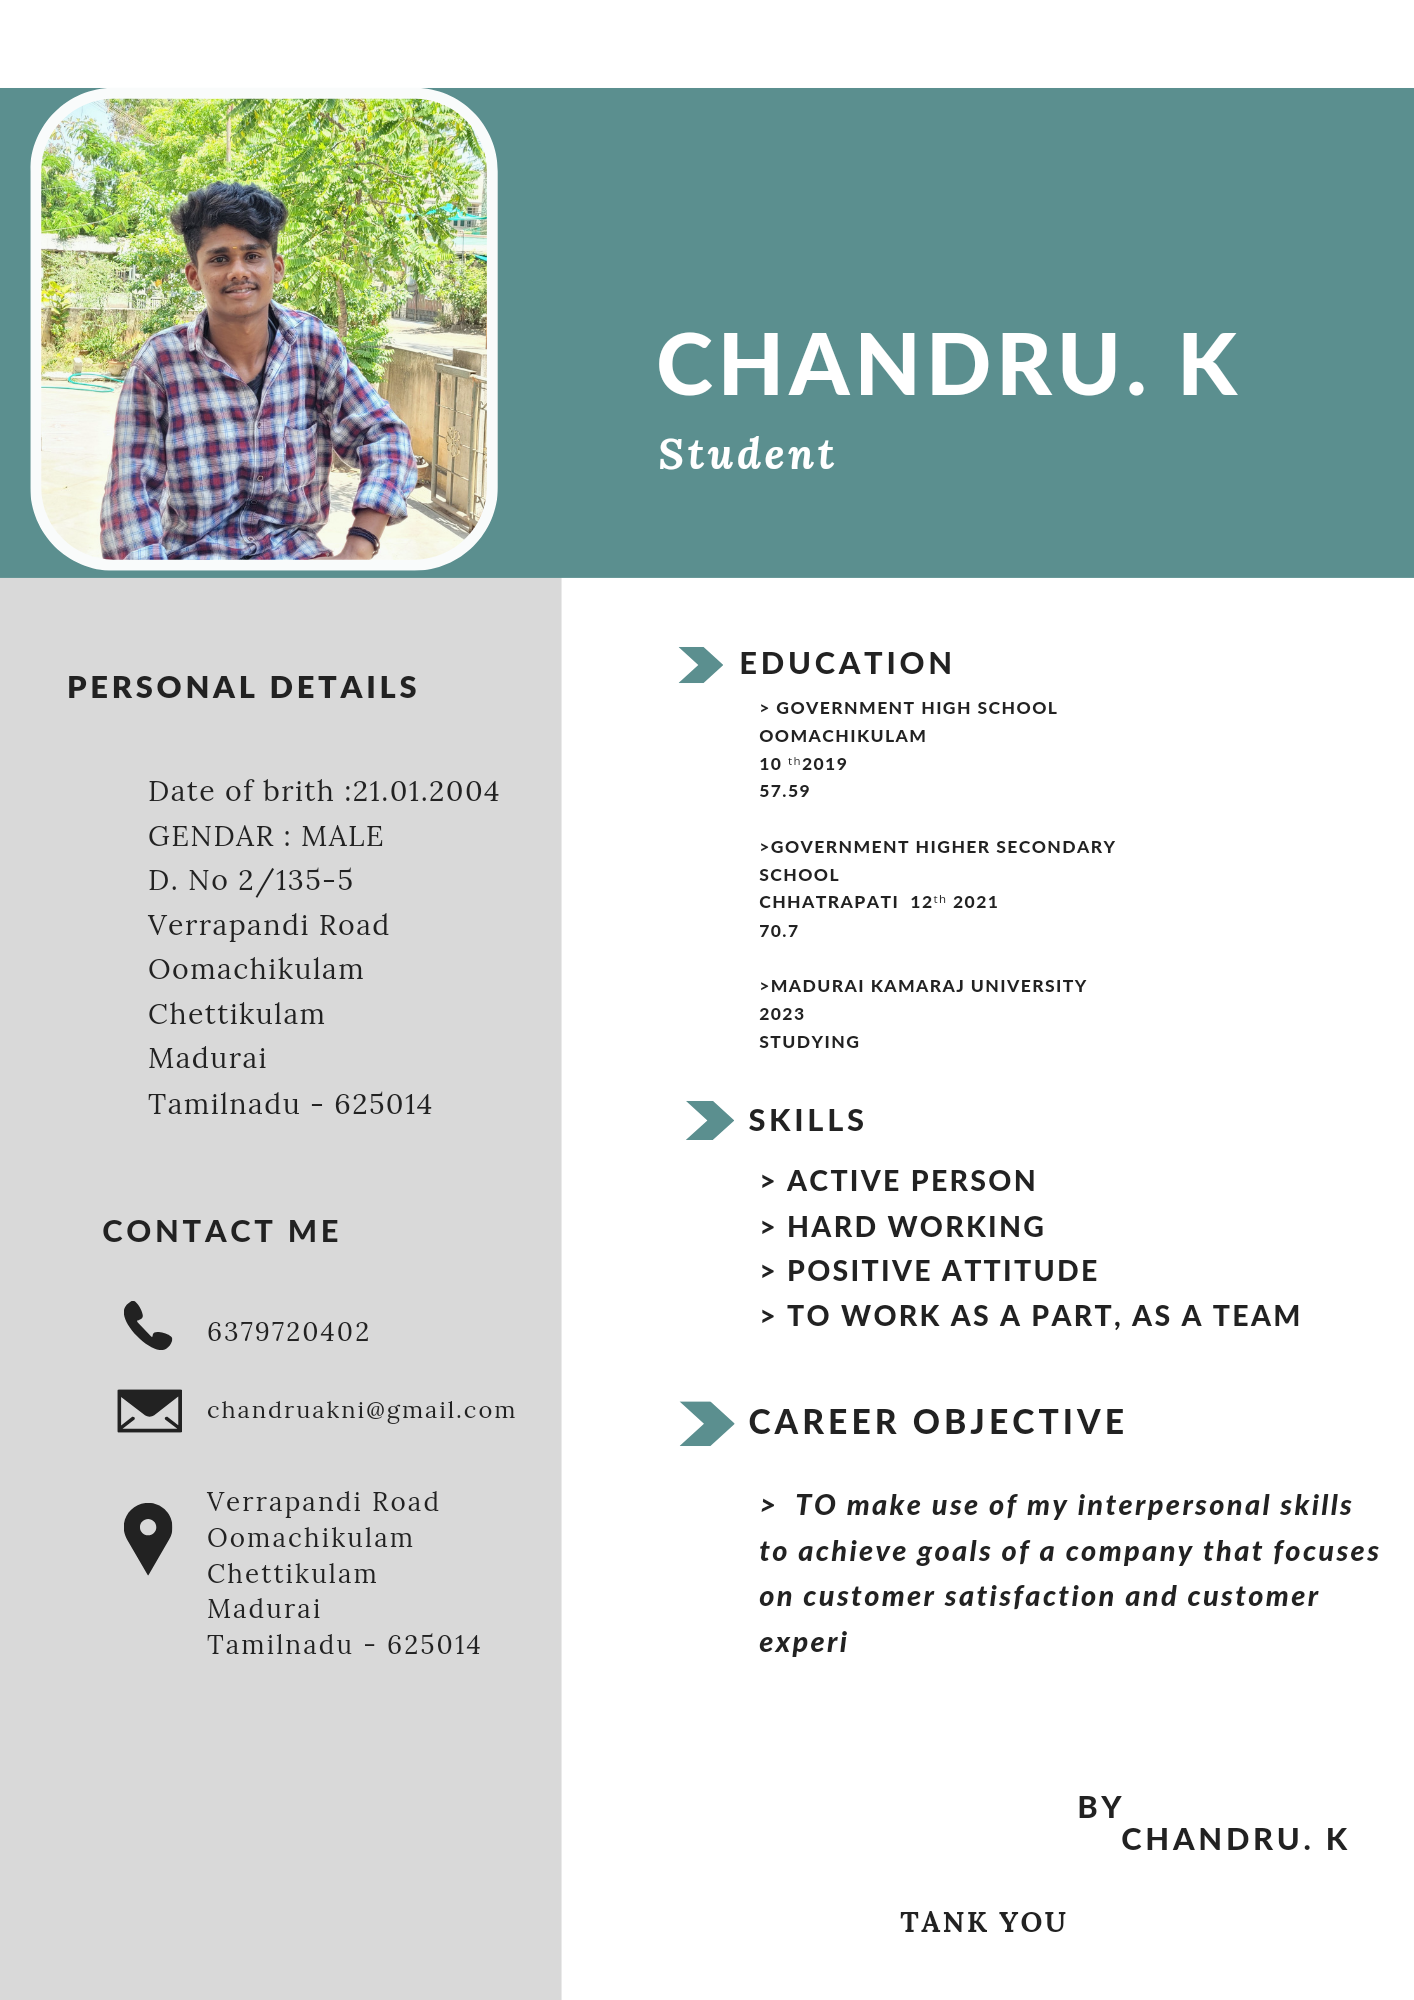 CHANDRU. K
Student
PERSONAL DETAILS
Date of brith :21.01.2004
GENDAR : MALE
D. No 2/135-5
Verrapandi Road
Oomachikulam
Chettikulam
Madurai
Tamilnadu - 625014
CONTACT ME
6379720402
chandruakni@gmail.com
Verrapandi Road
Oomachikulam
Chettikulam
Madurai
Tamilnadu - 625014
EDUCATION
> GOVERNMENT HIGH SCHOOL
OOMACHIKULAM
10 ᵗʰ2019
57.59
>GOVERNMENT HIGHER SECONDARY
SCHOOL
CHHATRAPATI 12ᵗʰ 2021
70.7
>MADURAI KAMARAJ UNIVERSITY
2023
STUDYING
SKILLS
> ACTIVE PERSON
> HARD WORKING
> POSITIVE ATTITUDE
> TO WORK AS A PART, AS A TEAM
CAREER OBJECTIVE
> TO make use of my interpersonal skills
to achieve goals of a company that focuses
on customer satisfaction and customer
experi
BY
CHANDRU. K
TANK YOU